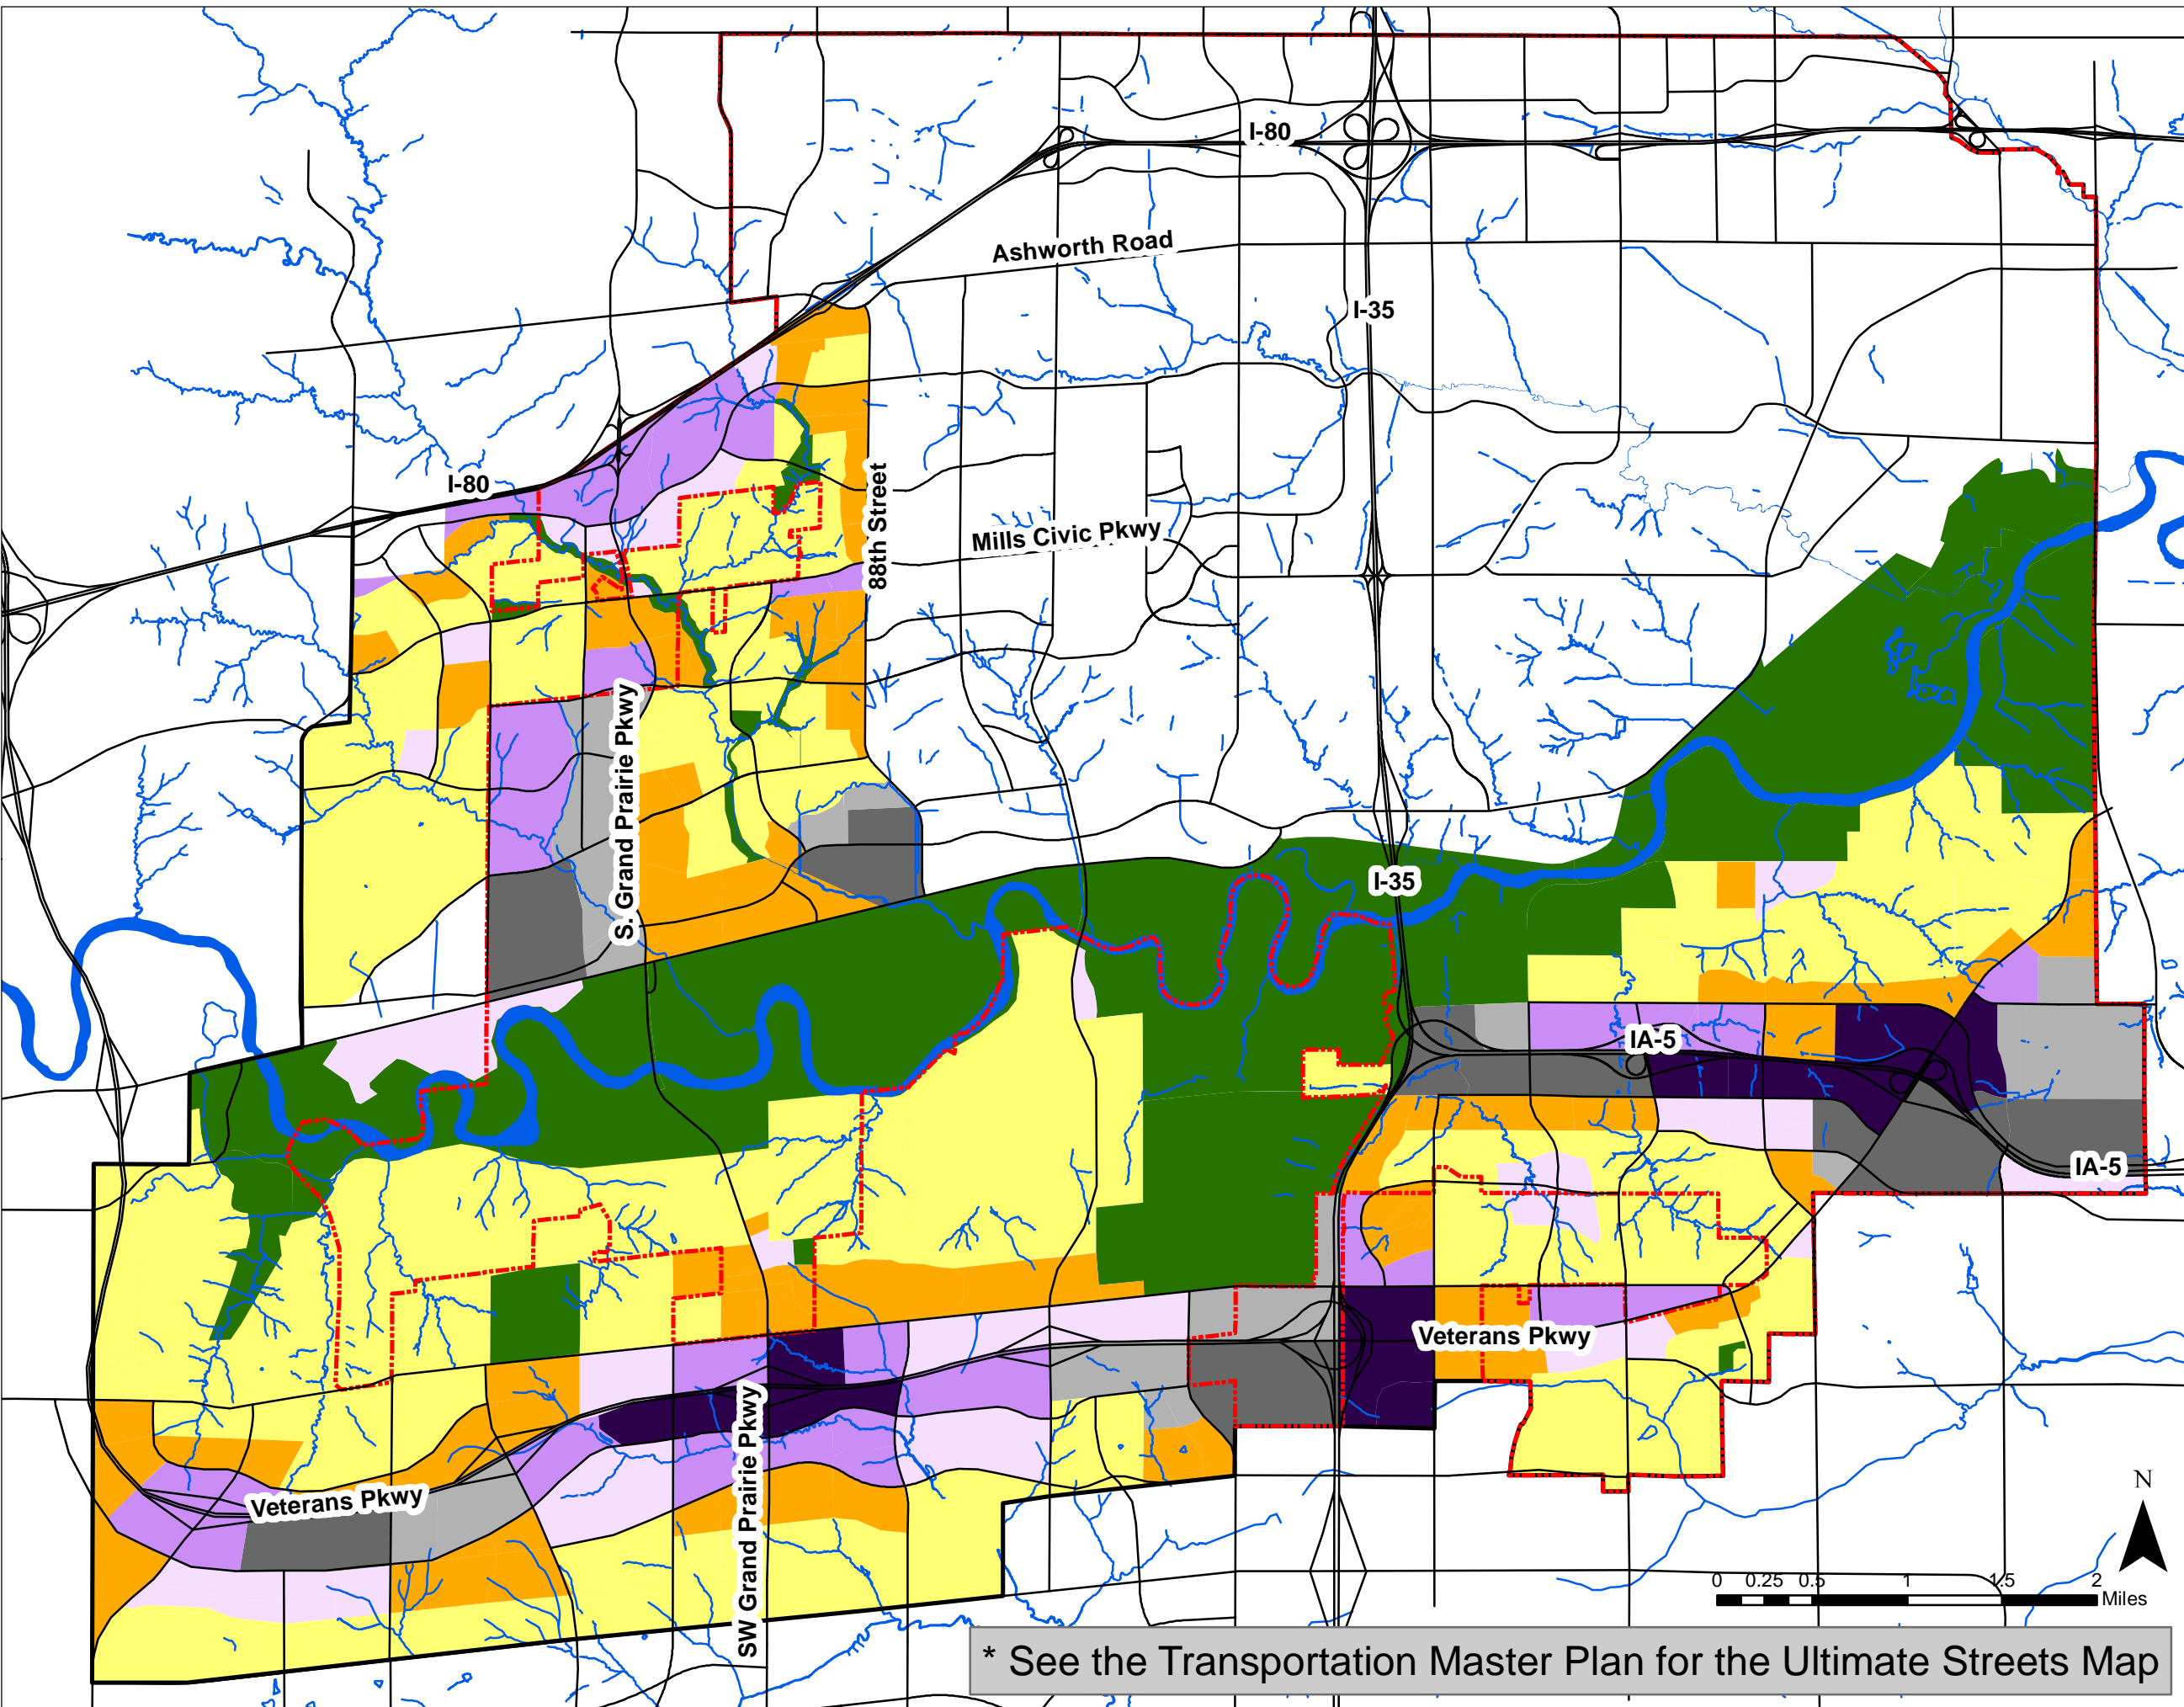 I-80
Ashworth Road
I-35
I-80
88th Street
Mills Civic Pkwy
S. Grand Prairie Pkwy
I-35
IA-5
IA-5
Veterans Pkwy
SW Grand Prairie Pkwy
Veterans Pkwy
N
0 0.25 0.5 1 1.5 2
Miles
* See the Transportation Master Plan for the Ultimate Streets Map